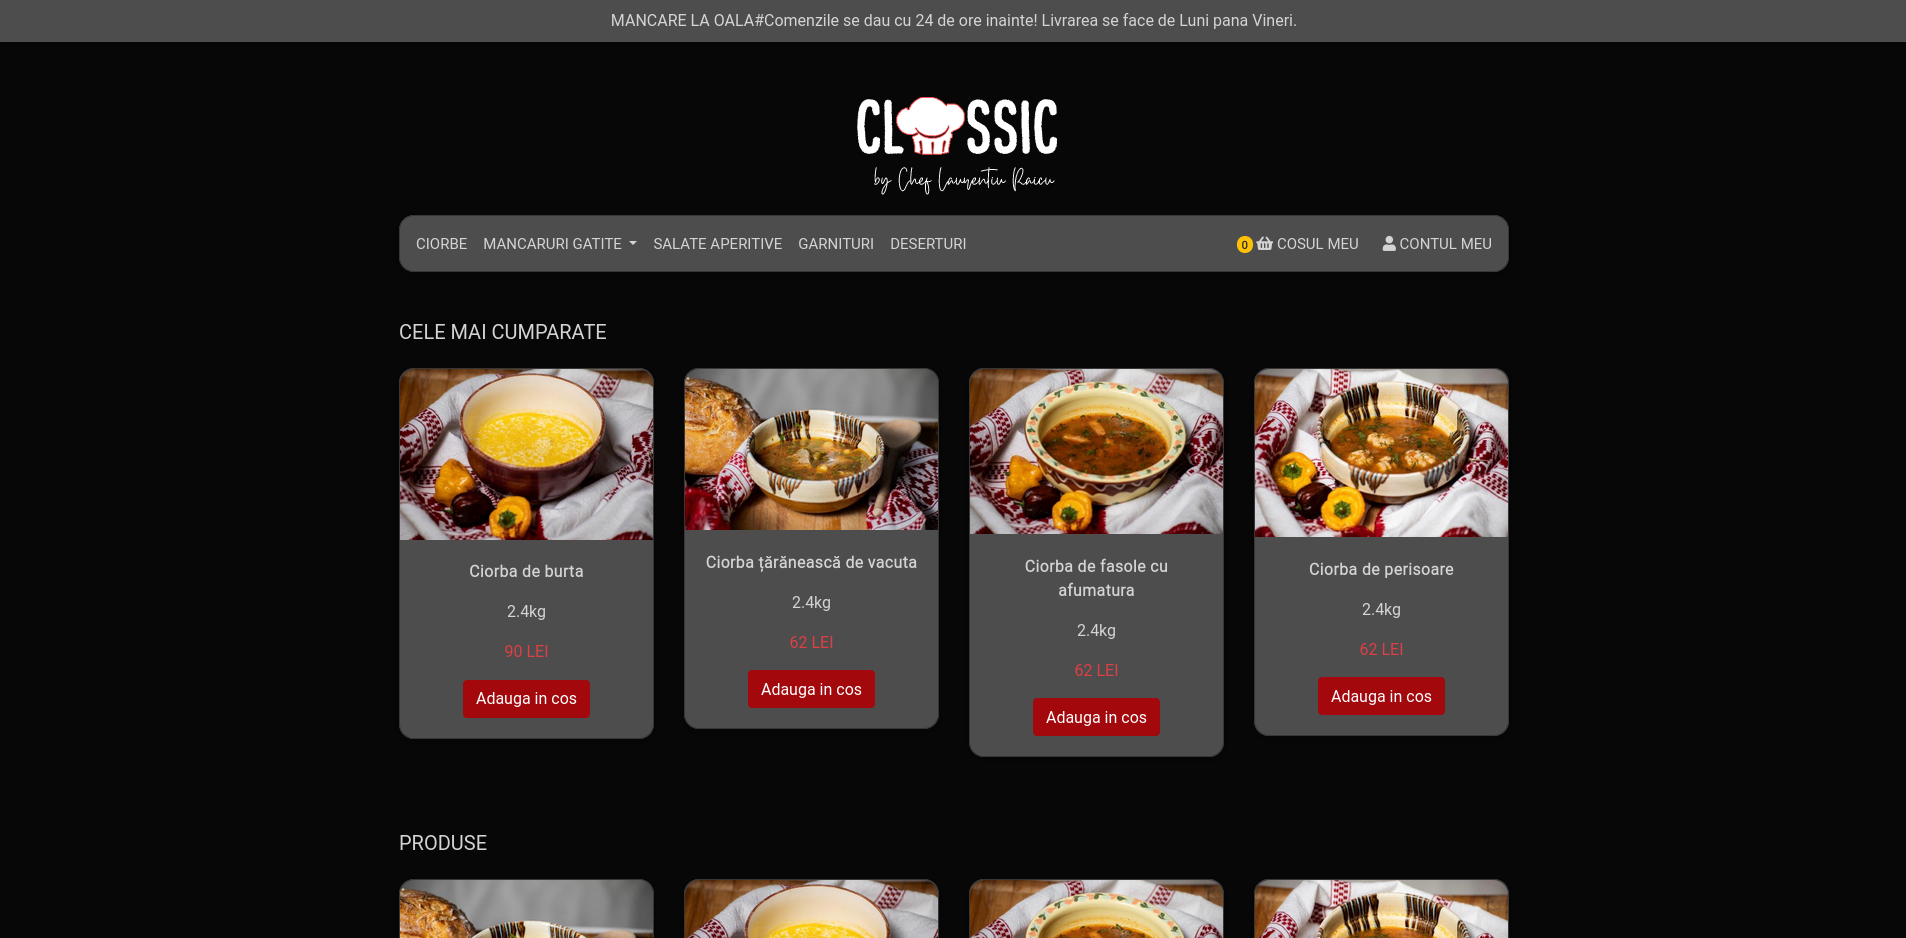 MANCARE LA OALA#Comenzile se dau cu 24 de ore inainte! Livrarea se face de Luni pana Vineri.
CLASSIC
by Chef Laurentiu Raicu
CIORBE MANCARURI GATITE SALATE APERITIVE GARNITURI DESERTURI 0 COSUL MEU CONTUL MEU
CELE MAI CUMPARATE
Ciorba de burta
2.4kg
90 LEI
Adauga in cos
Ciorba țărănească de vacuta
2.4kg
62 LEI
Adauga in cos
Ciorba de fasole cu
afumatura
2.4kg
62 LEI
Adauga in cos
Ciorba de perisoare
2.4kg
62 LEI
Adauga in cos
PRODUSE